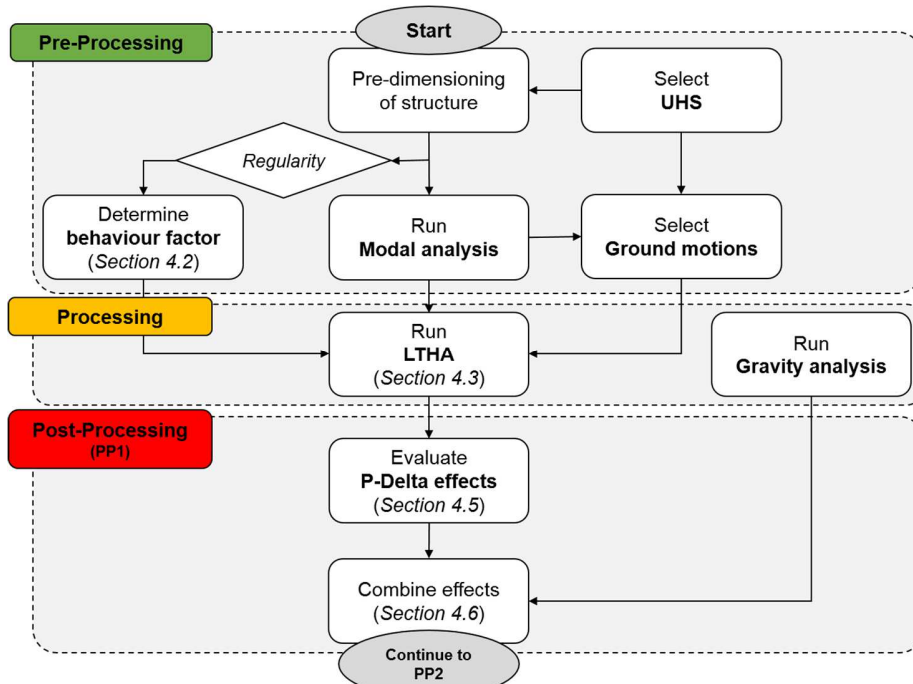 Start
Pre-Processing
Pre-dimensioning
of structure
Select
UHS
Regularity
Determine
behaviour factor
(Section 4.2)
Run
Modal analysis
Select
Ground motions
Processing
Run
LTHA
(Section 4.3)
Run
Gravity analysis
Post-Processing
(PP1)
Evaluate
P-Delta effects
(Section 4.5)
Combine effects
(Section 4.6)
Continue to
PP2